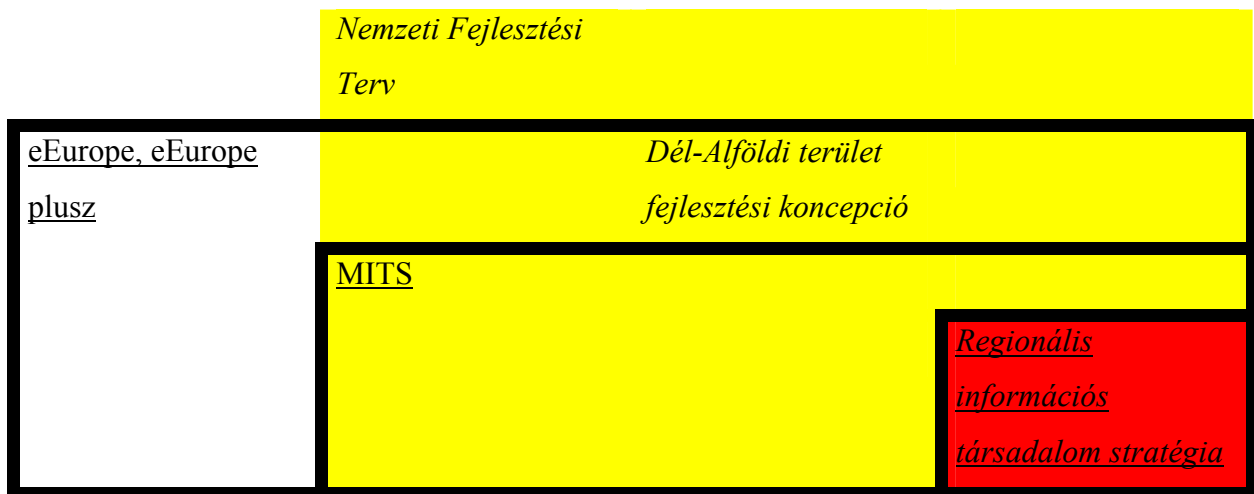 Nemzeti Fejlesztési
Terv
eEurope, eEurope
plusz
Dél-Alföldi terület
fejlesztési koncepció
MITS
Regionális
információs
társadalom stratégia